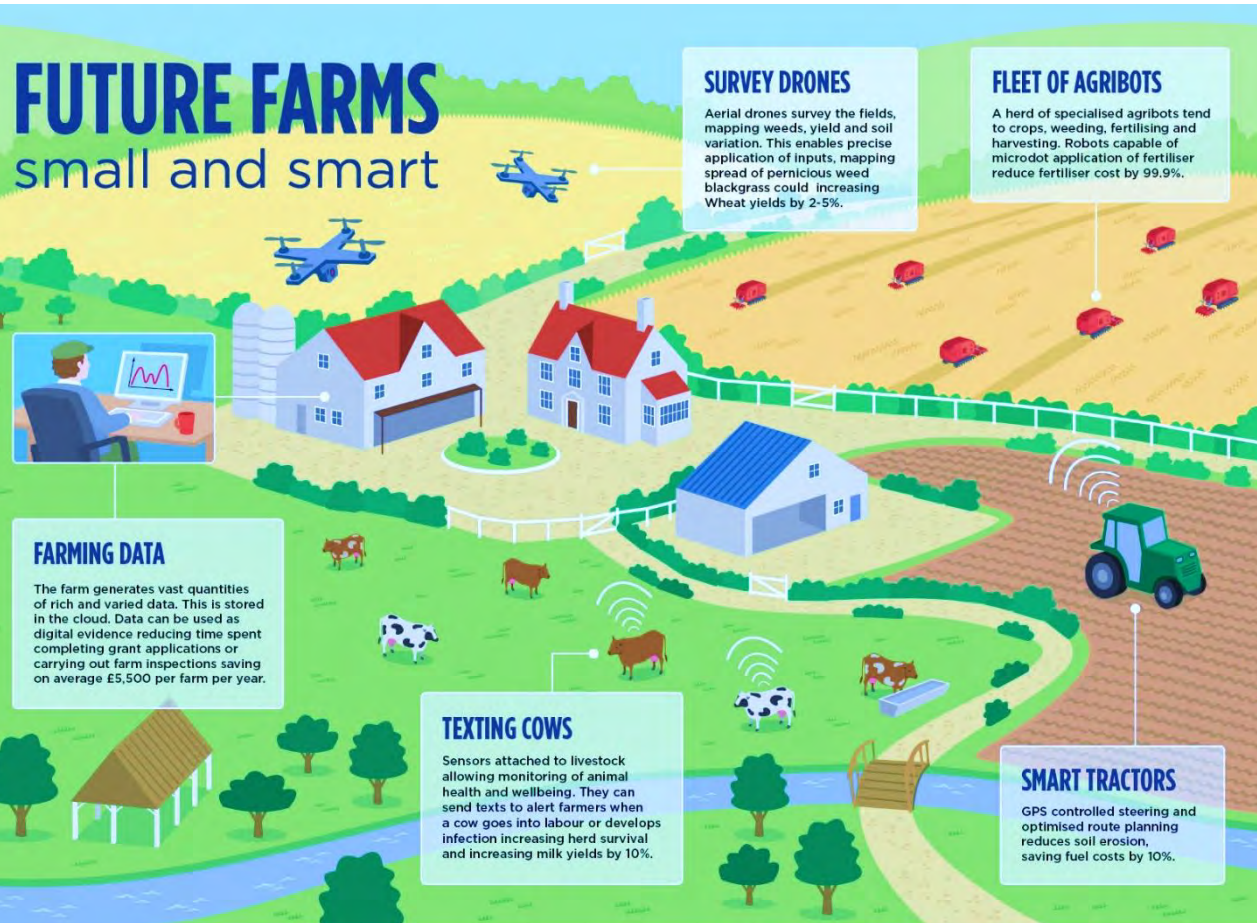 FUTURE FARMS
small and smart
SURVEY DRONES
Aerial drones survey the fields,
mapping weeds, yield and soil
variation. This enables precise
application of inputs, mapping
spread of pernicious weed
blackgrass could increasing
Wheat yields by 2-5%.
FLEET OF AGRIBOTS
A herd of specialised agribots tend
to crops, weeding, fertilising and
harvesting. Robots capable of
microdot application of fertiliser
reduce fertiliser cost by 99.9%.
FARMING DATA
The farm generates vast quantities
of rich and varied data. This is stored
in the cloud. Data can be used as
digital evidence reducing time spent
completing grant applications or
carrying out farm inspections saving
on average £5,500 per farm per year.
TEXTING COWS
Sensors attached to livestock
allowing monitoring of animal
health and wellbeing. They can
send texts to alert farmers when
a cow goes into labour or develops
infection increasing herd survival
and increasing milk yields by 10%.
SMART TRACTORS
GPS controlled steering and
optimised route planning
reduces soil erosion,
saving fuel costs by 10%.